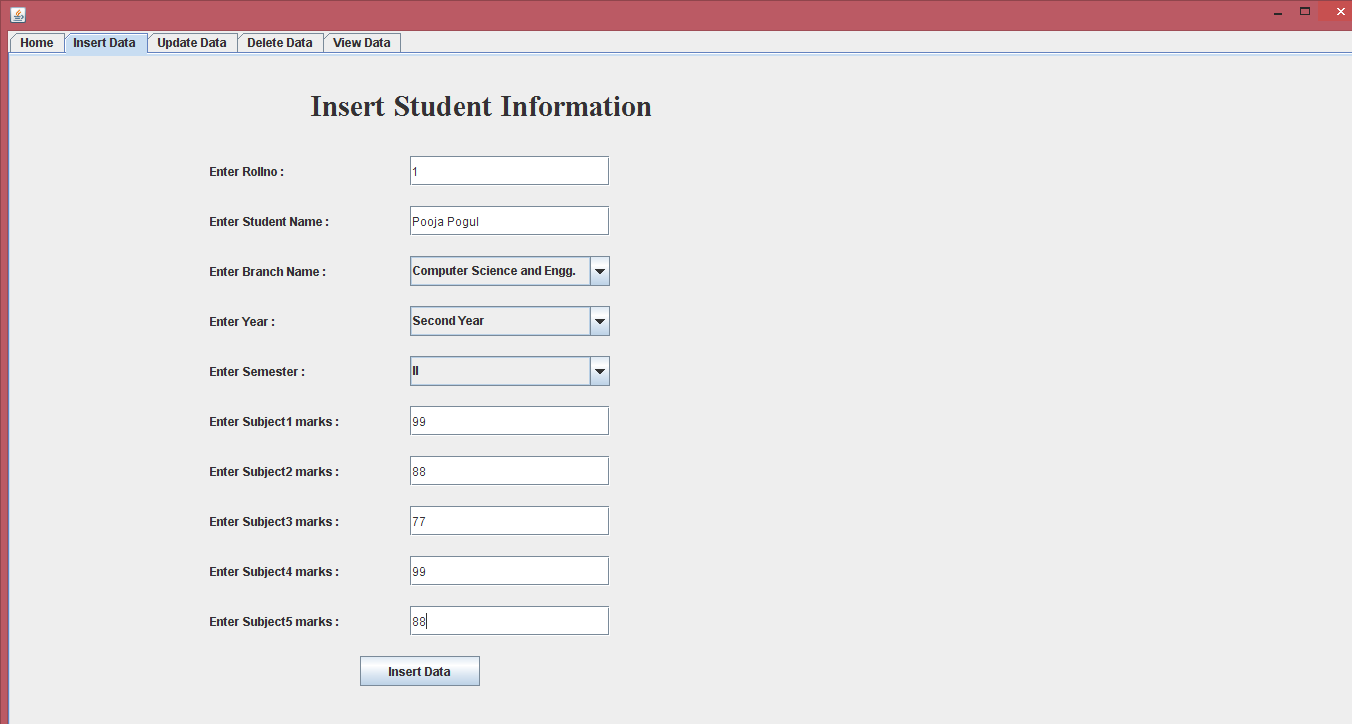 Home Insert Data Update Data Delete Data View Data
Insert Student Information
Enter Rollno : 1
Enter Student Name : Pooja Pogul
Enter Branch Name : Computer Science and Engg.
Enter Year : Second Year
Enter Semester : II
Enter Subject1 marks : 99
Enter Subject2 marks : 88
Enter Subject3 marks : 77
Enter Subject4 marks : 99
Enter Subject5 marks : 88
Insert Data